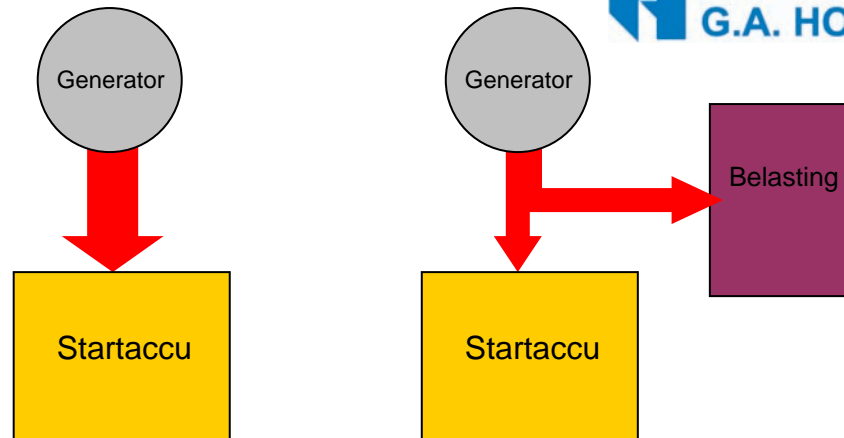 G.A. HO
Generator
Generator
Belasting
Startaccu
Startaccu